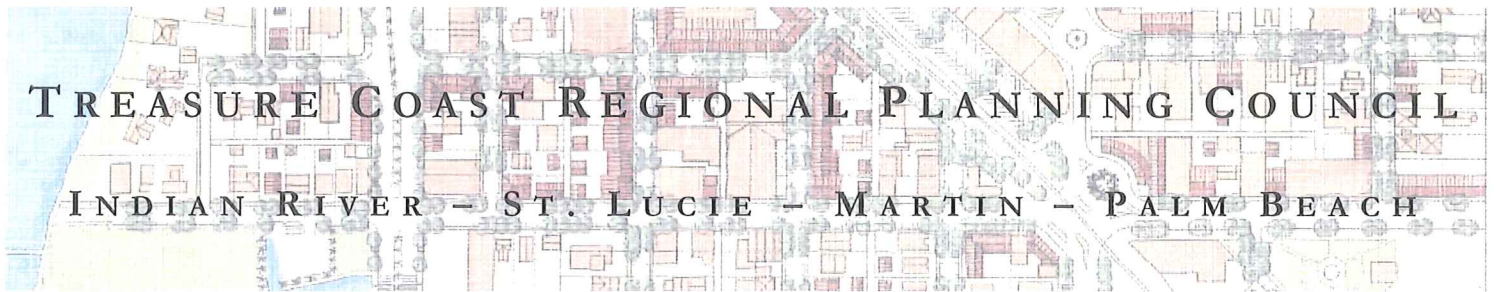 TREASURE COAST REGIONAL PLANNING COUNCIL
INDIAN RIVER – ST. LUCIE – MARTIN – PALM BEACH